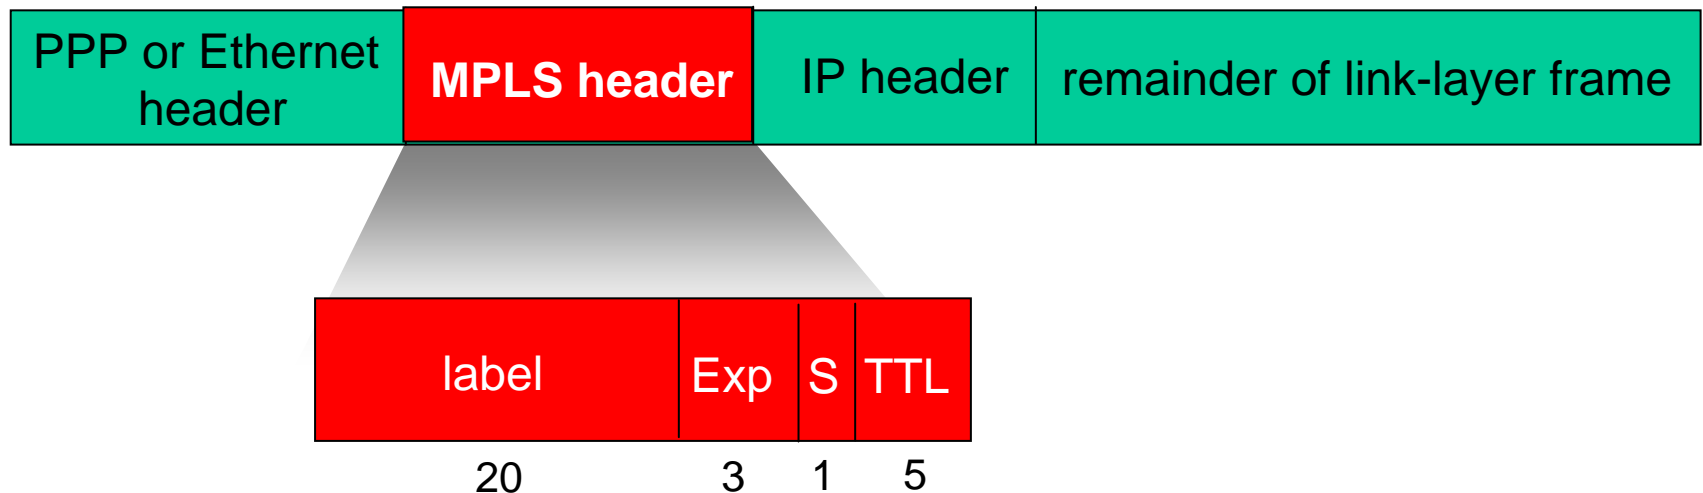 PPP or Ethernet
header
MPLS header
IP header
remainder of link-layer frame
label
Exp
S
TTL
20
3
1
5